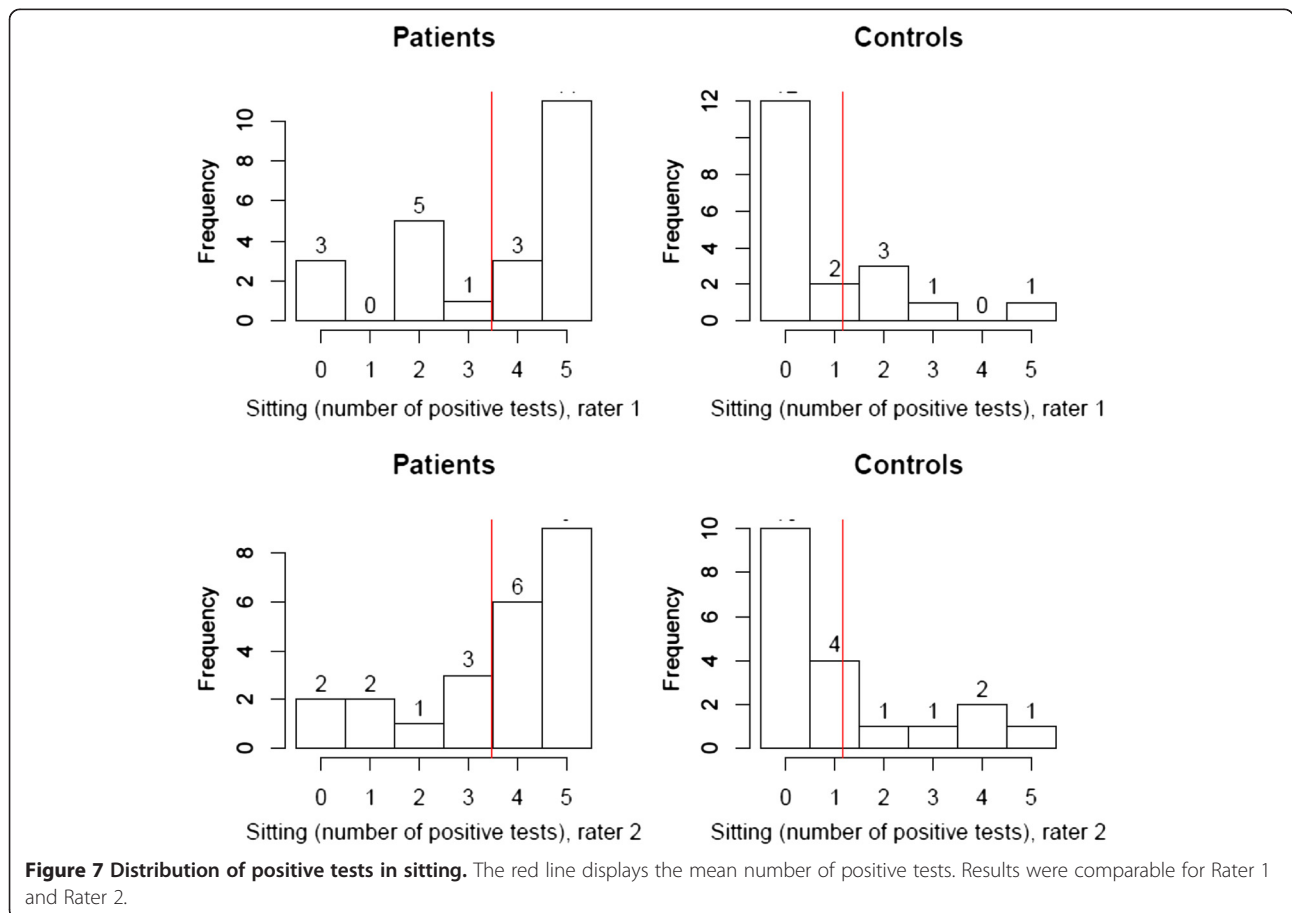 Patients
Controls
Frequency
10
8
6
4
2
0
3
0
5
1
3
0 1 2 3 4 5
Sitting (number of positive tests), rater 1
Frequency
12
8
6
4
2
0
2
3
1
0
1
0 1 2 3 4 5
Sitting (number of positive tests), rater 1
Patients
Controls
Frequency
8
6
4
2
0
2
2
1
3
6
0 1 2 3 4 5
Sitting (number of positive tests), rater 2
Frequency
10
8
6
4
2
0
4
1
1
2
1
0 1 2 3 4 5
Sitting (number of positive tests), rater 2
Figure 7 Distribution of positive tests in sitting. The red line displays the mean number of positive tests. Results were comparable for Rater 1
and Rater 2.